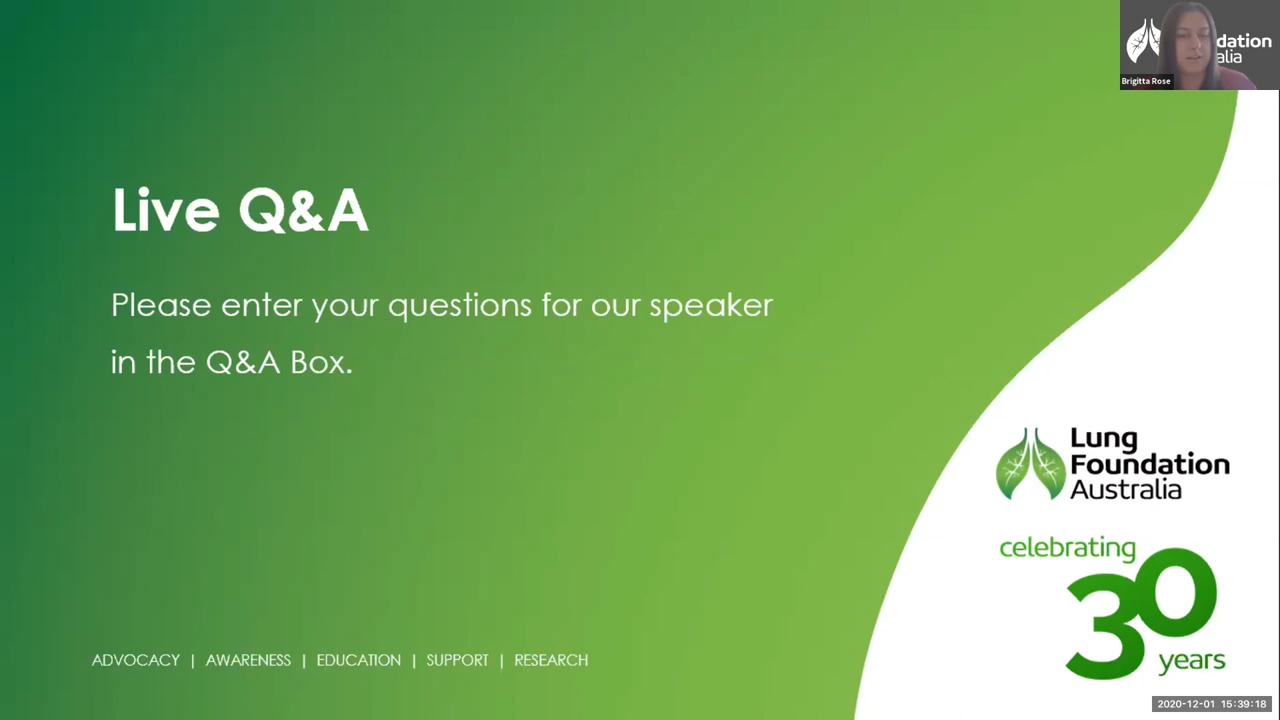 dation
alia
Brigitta Rose
Live Q&A
Please enter your questions for our speaker
in the Q&A Box.
Lung
Foundation
Australia
celebrating
30
years
ADVOCACY | AWARENESS | EDUCATION | SUPPORT | RESEARCH
2020-12-01 15:39:18